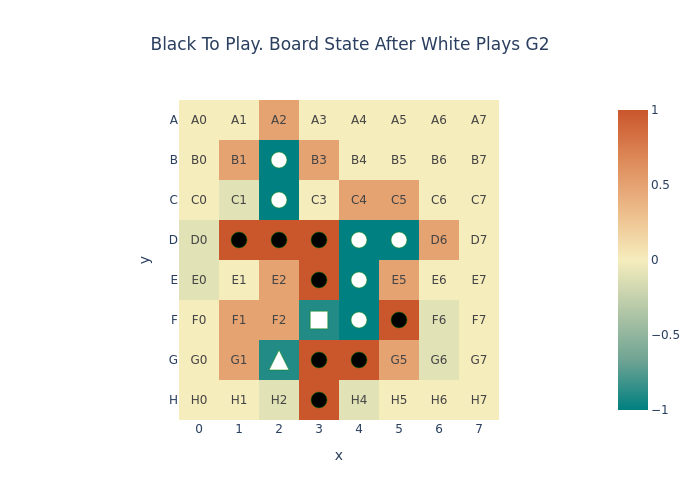 Black To Play. Board State After White Plays G2
A A0 A1 A2 A3 A4 A5 A6 A7
B B0 B1 B3 B4 B5 B6 B7
C C0 C1 C3 C4 C5 C6 C7
D D0 D6 D7
E E0 E1 E2 E5 E6 E7
F F0 F1 F2 F6 F7
G G0 G1 G5 G6 G7
H H0 H1 H2 H4 H5 H6 H7
0 1 2 3 4 5 6 7
x
y
1
0.5
0
−0.5
−1